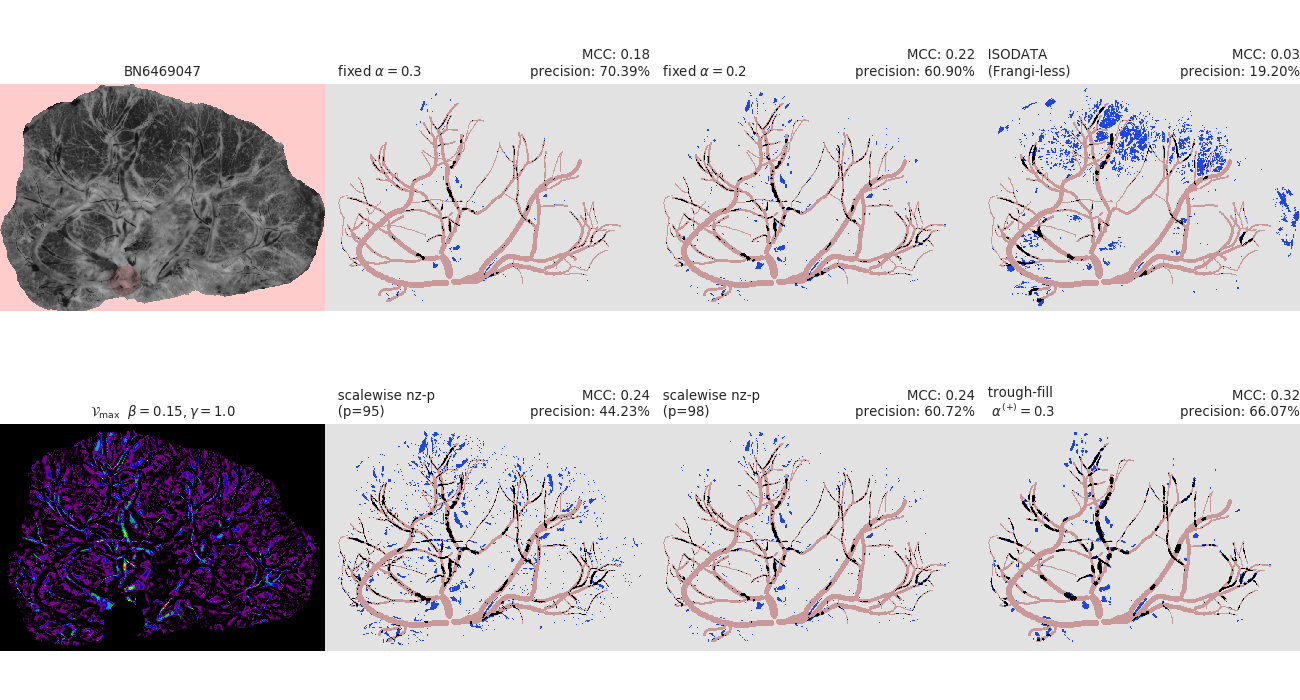 BN6469047
fixed α = 0.3
MCC: 0.18
precision: 70.39%
fixed α = 0.2
MCC: 0.22
precision: 60.90%
ISODATA
(Frangi-less)
MCC: 0.03
precision: 19.20%
𝒱max β = 0.15, γ = 1.0
scalewise nz-p
(p=95)
MCC: 0.24
precision: 44.23%
scalewise nz-p
(p=98)
MCC: 0.24
precision: 60.72%
trough-fill
α(+) = 0.3
MCC: 0.32
precision: 66.07%